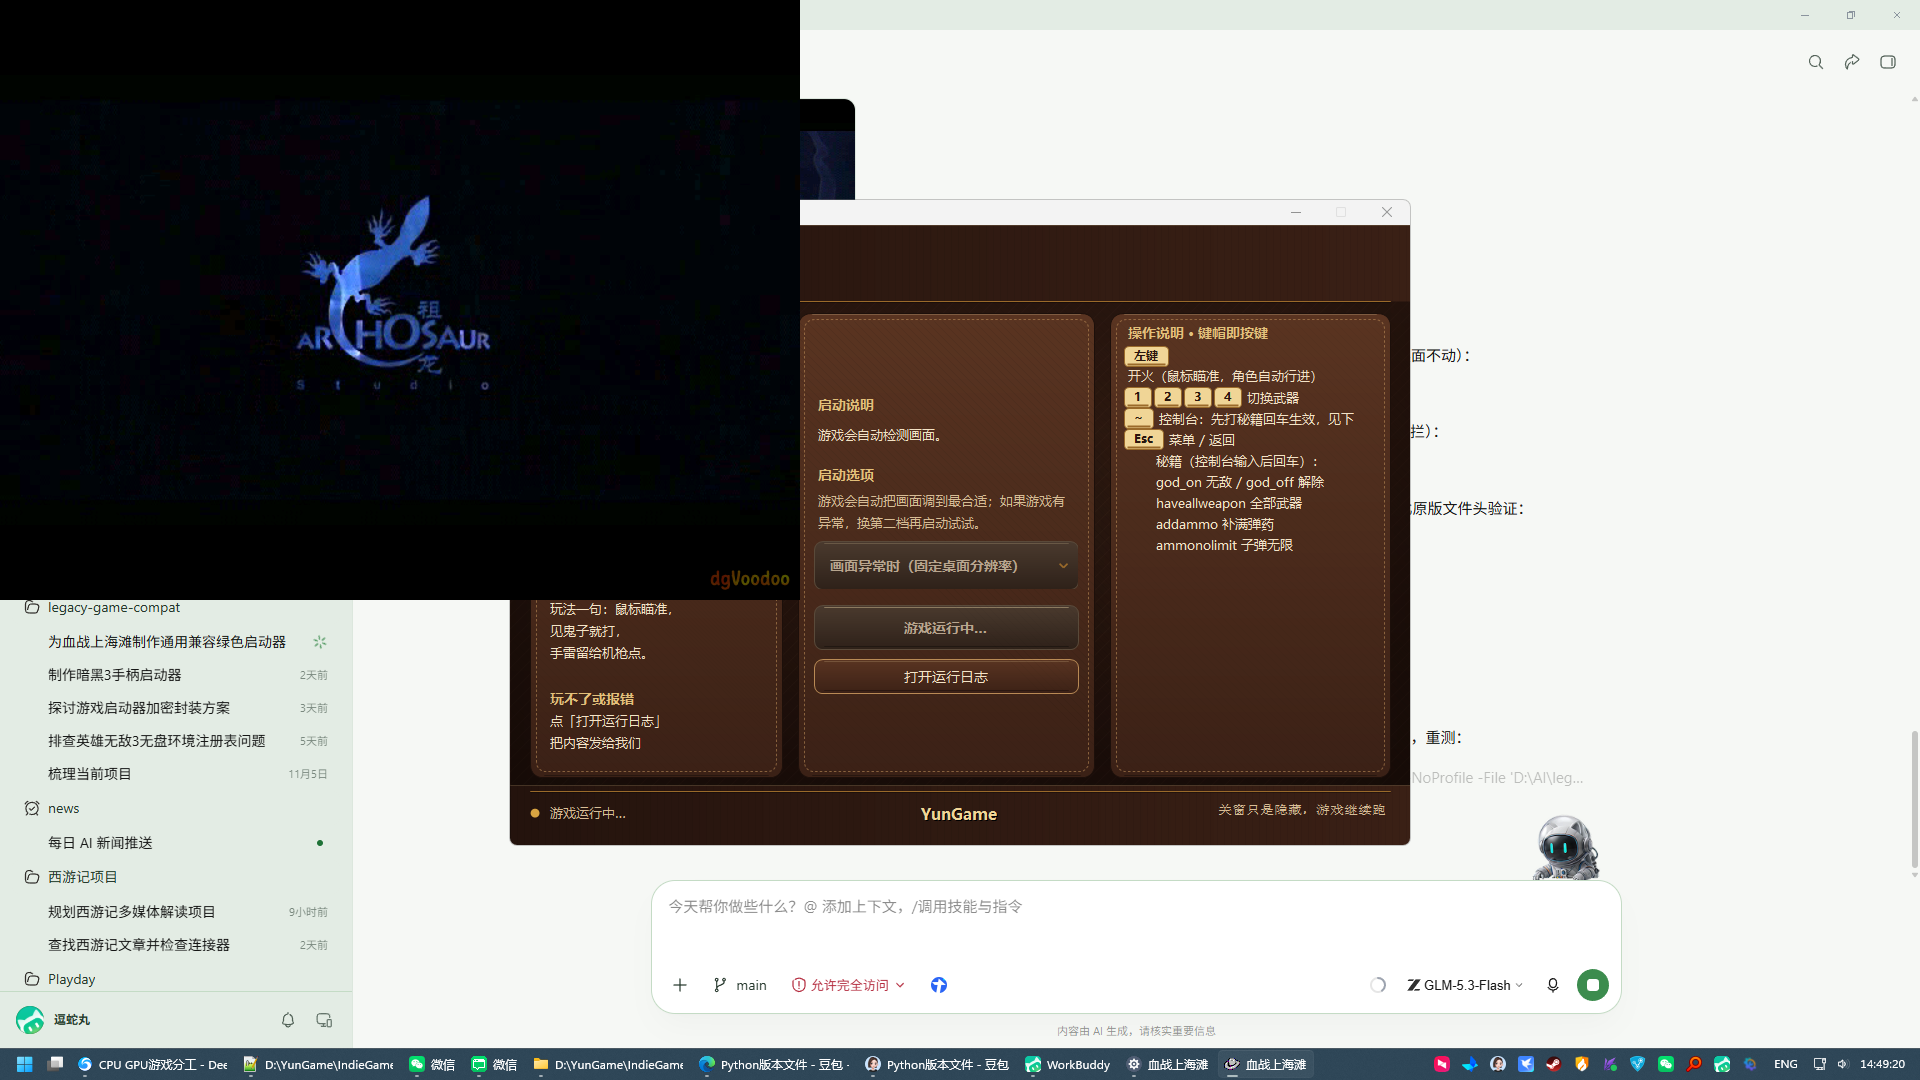 祖
ARCHOSAUR
龙
Studio
dgVoodoo
legacy-game-compat
为血战上海滩制作通用兼容绿色启动器
制作暗黑3手柄启动器 2天前
探讨游戏启动器加密封装方案 3天前
排查英雄无敌3无盘环境注册表问题 5天前
梳理当前项目 11月5日
news
每日 AI 新闻推送
西游记项目
规划西游记多媒体解读项目 9小时前
查找西游记文章并检查连接器 2天前
Playday
逗蛇丸
玩法一句：鼠标瞄准，
见鬼子就打，
手雷留给机枪点。
玩不了或报错
点「打开运行日志」
把内容发给我们
启动说明
游戏会自动检测画面。
启动选项
游戏会自动把画面调到最合适；如果游戏有
异常，换第二档再启动试试。
画面异常时（固定桌面分辨率）
游戏运行中...
打开运行日志
操作说明 • 键帽即按键
左键
开火（鼠标瞄准，角色自动行进）
1 2 3 4 切换武器
~ 控制台：先打秘籍回车生效，见下
Esc 菜单 / 返回
秘籍（控制台输入后回车）：
god_on 无敌 / god_off 解除
haveallweapon 全部武器
addammo 补满弹药
ammonolimit 子弹无限
游戏运行中...
YunGame
关窗只是隐藏，游戏继续跑
面不动)：
拦)：
原版文件头验证：
，重测：
NoProfile -File 'D:\AI\leg...
今天帮你做些什么？@ 添加上下文，/调用技能与指令
main
允许完全访问
GLM-5.3-Flash
内容由 AI 生成，请核实重要信息
CPU GPU游戏分工 - Dee
D:\YunGame\IndieGame
微信
微信
D:\YunGame\IndieGame
Python版本文件 - 豆包 -
Python版本文件 - 豆包
WorkBuddy
血战上海滩
血战上海滩
ENG
14:49:20